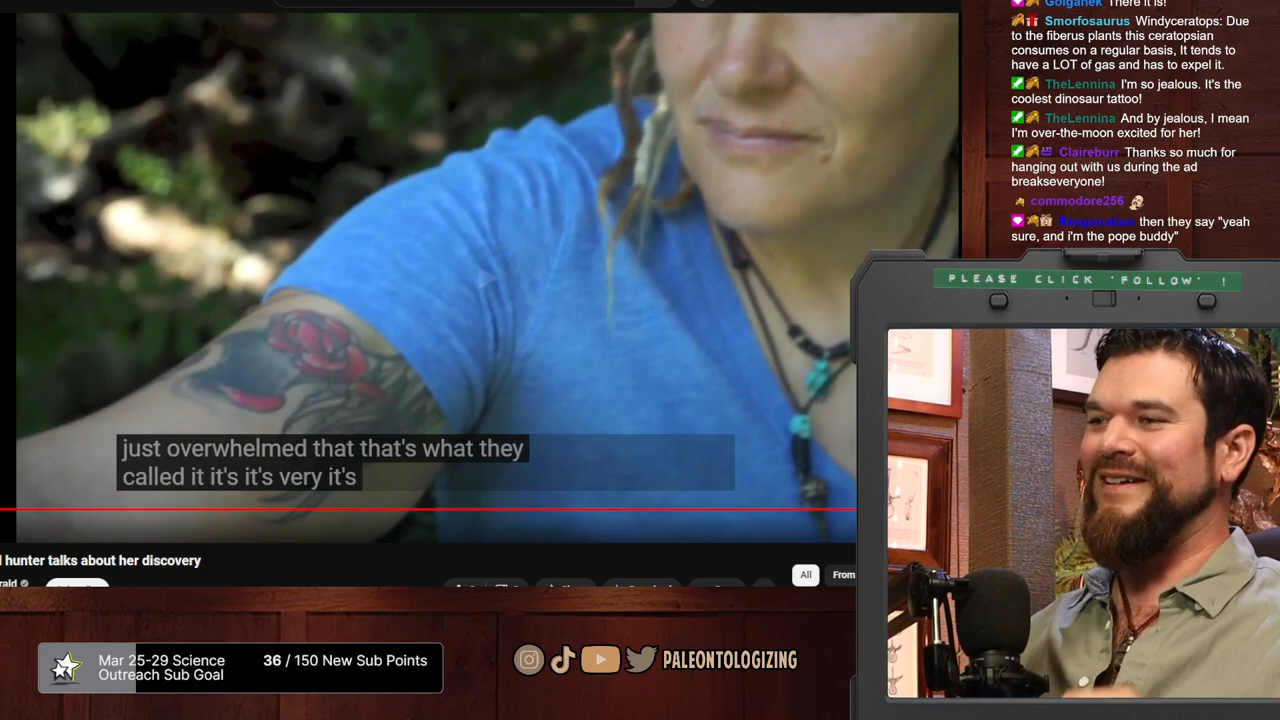 Golganek There it is!
Smorfosaurus Windyceratops: Due
to the fiberus plants this ceratopsian
consumes on a regular basis, It tends to
have a LOT of gas and has to expel it.
TheLennina I'm so jealous. It's the
coolest dinosaur tattoo!
TheLennina And by jealous, I mean
I'm over-the-moon excited for her!
Claireburr Thanks so much for
hanging out with us during the ad
breakseveryone!
commodore256
then they say "yeah
sure, and i'm the pope buddy"
PLEASE CLICK 'FOLLOW' !
just overwhelmed that that's what they
called it it's it's very it's
hunter talks about her discovery
All From
Mar 25-29 Science
Outreach Sub Goal
36 / 150 New Sub Points
PALEONTOLOGIZING